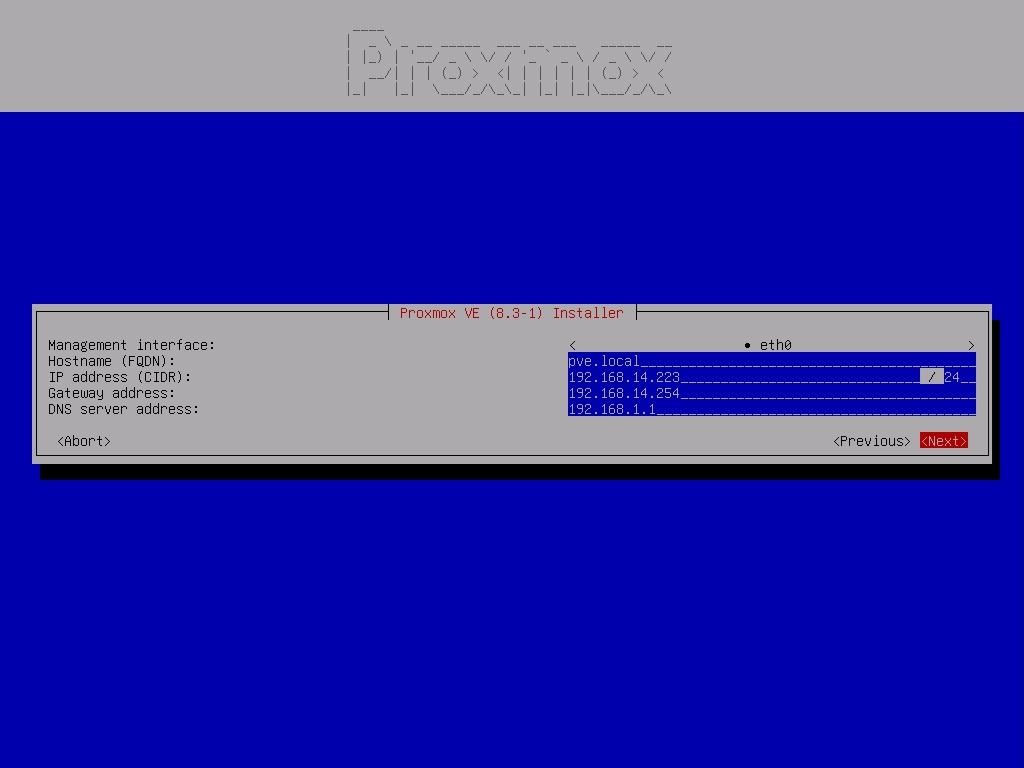 Proxmox
Proxmox VE (8.3-1) Installer
Management interface: < • eth0 >
Hostname (FQDN): pve.local
IP address (CIDR): 192.168.14.223 / 24
Gateway address: 192.168.14.254
DNS server address: 192.168.1.1
<Abort> <Previous> <Next>